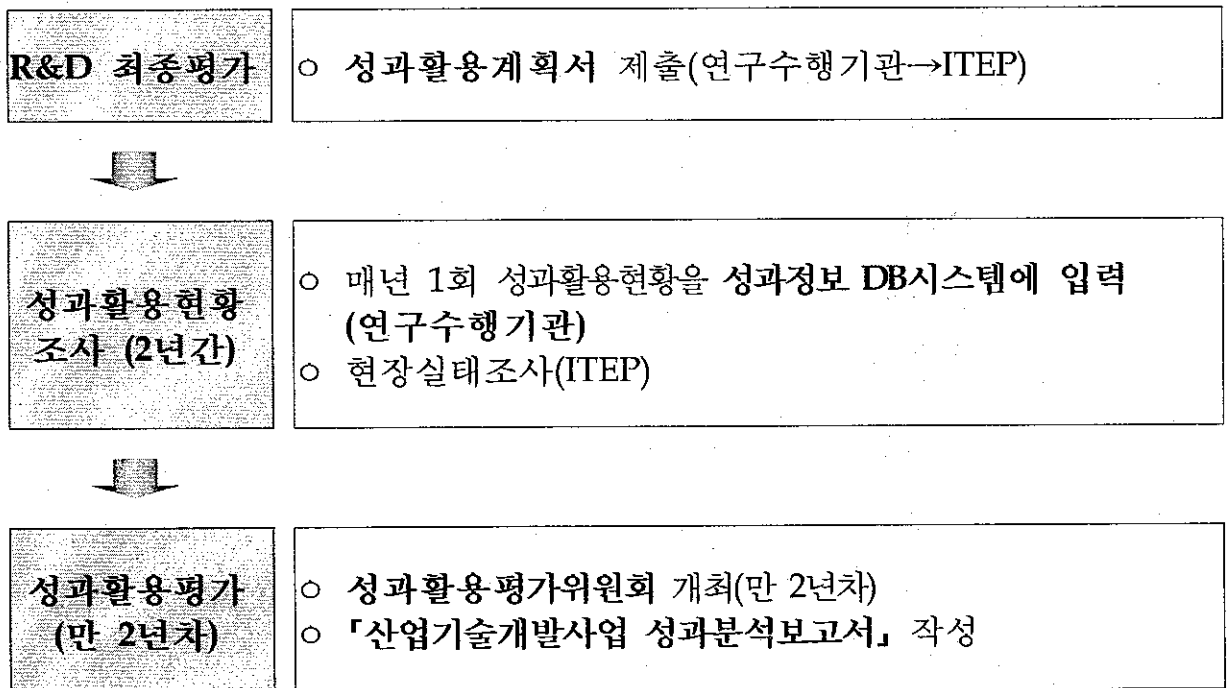 R&D 최종평가
○ 성과활용계획서 제출(연구수행기관→ITEP)
성과활용현황
조사 (2년간)
○ 매년 1회 성과활용현황을 성과정보 DB시스템에 입력
(연구수행기관)
○ 현장실태조사(ITEP)
성과활용평가
(만 2년차)
○ 성과활용평가위원회 개최(만 2년차)
○ 「산업기술개발사업 성과분석보고서」 작성